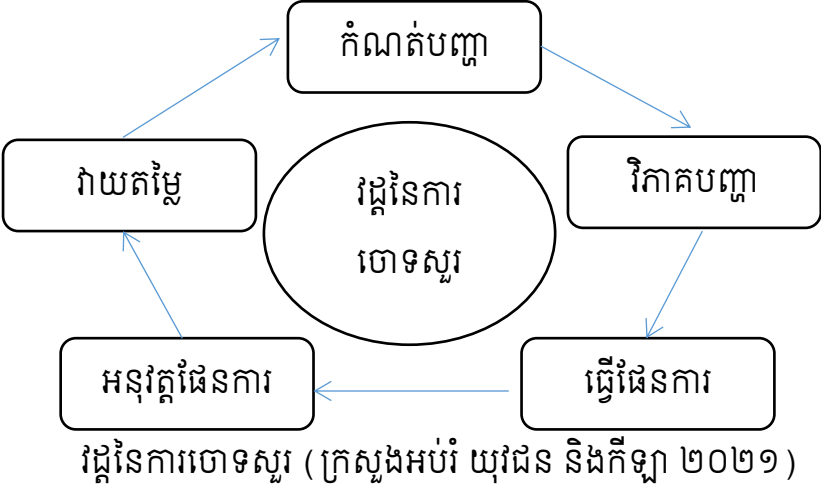 កំណត់បញ្ហា
វាយតម្លៃ
វិភាគបញ្ហា
វដ្តនៃការ
ចោទសួរ
អនុវត្តផែនការ
ធ្វើផែនការ
វដ្តនៃការចោទសួរ (ក្រសួងអប់រំ យុវជន និងកីឡា ២០២១)